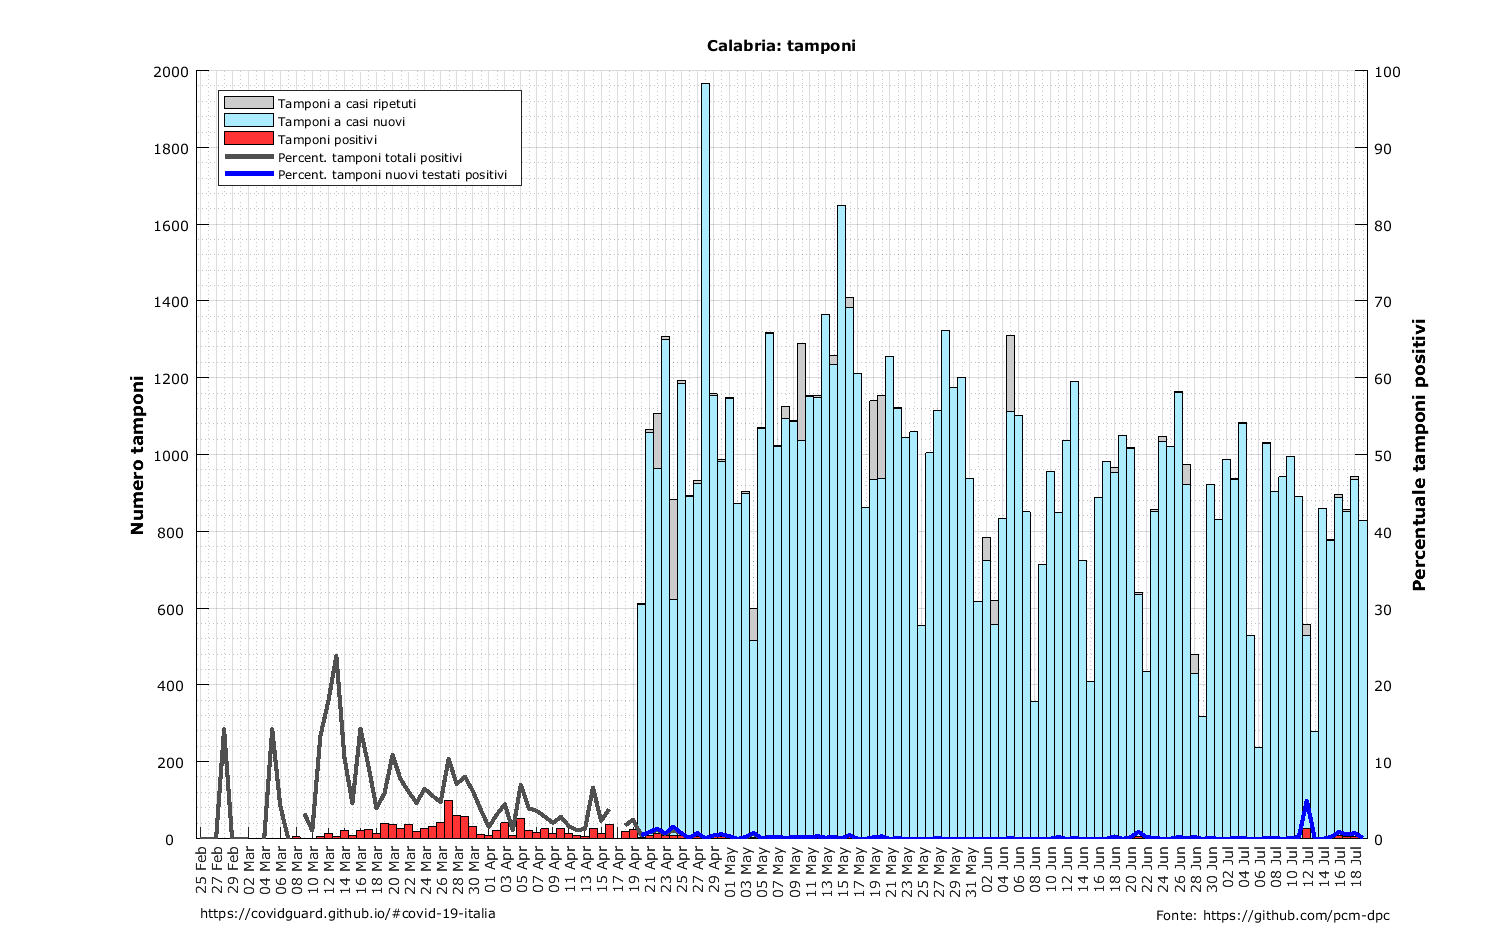 Calabria: tamponi
2000
1800
1600
1400
1200
1000
800
600
400
200
0
Numero tamponi
Tamponi a casi ripetuti
Tamponi a casi nuovi
Tamponi positivi
Percent. tamponi totali positivi
Percent. tamponi nuovi testati positivi
100
90
80
70
60
50
40
30
20
10
0
Percentuale tamponi positivi
25 Feb
27 Feb
29 Feb
02 Mar
04 Mar
06 Mar
08 Mar
10 Mar
12 Mar
14 Mar
16 Mar
18 Mar
20 Mar
22 Mar
24 Mar
26 Mar
28 Mar
30 Mar
01 Apr
03 Apr
05 Apr
07 Apr
09 Apr
11 Apr
13 Apr
15 Apr
17 Apr
19 Apr
21 Apr
23 Apr
25 Apr
27 Apr
29 Apr
01 May
03 May
05 May
07 May
09 May
11 May
13 May
15 May
17 May
19 May
21 May
23 May
25 May
27 May
29 May
31 May
02 Jun
04 Jun
06 Jun
08 Jun
10 Jun
12 Jun
14 Jun
16 Jun
18 Jun
20 Jun
22 Jun
24 Jun
26 Jun
28 Jun
30 Jun
02 Jul
04 Jul
06 Jul
08 Jul
10 Jul
12 Jul
14 Jul
16 Jul
18 Jul
https://covidguard.github.io/#covid-19-italia
Fonte: https://github.com/pcm-dpc